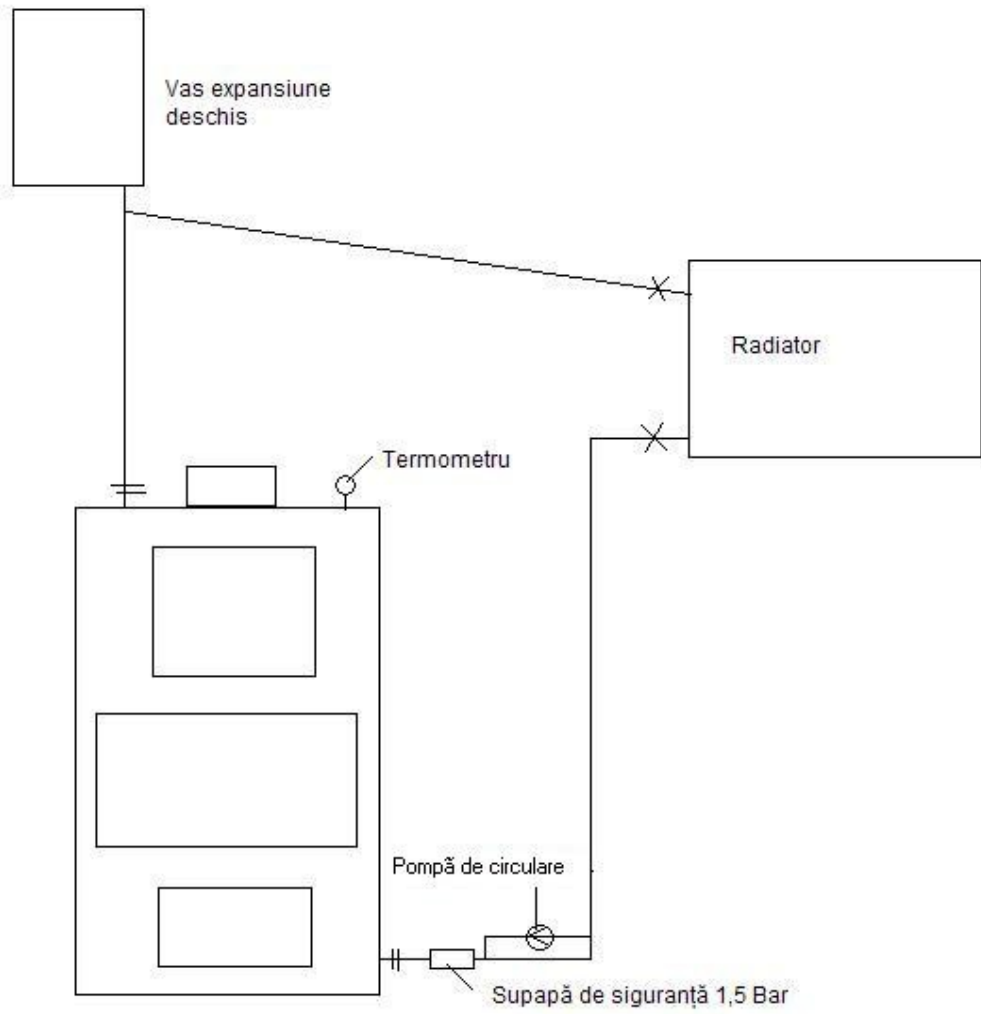 Vas expansiune
deschis
Radiator
Termometru
Pompă de circulare
Supapă de siguranță 1,5 Bar